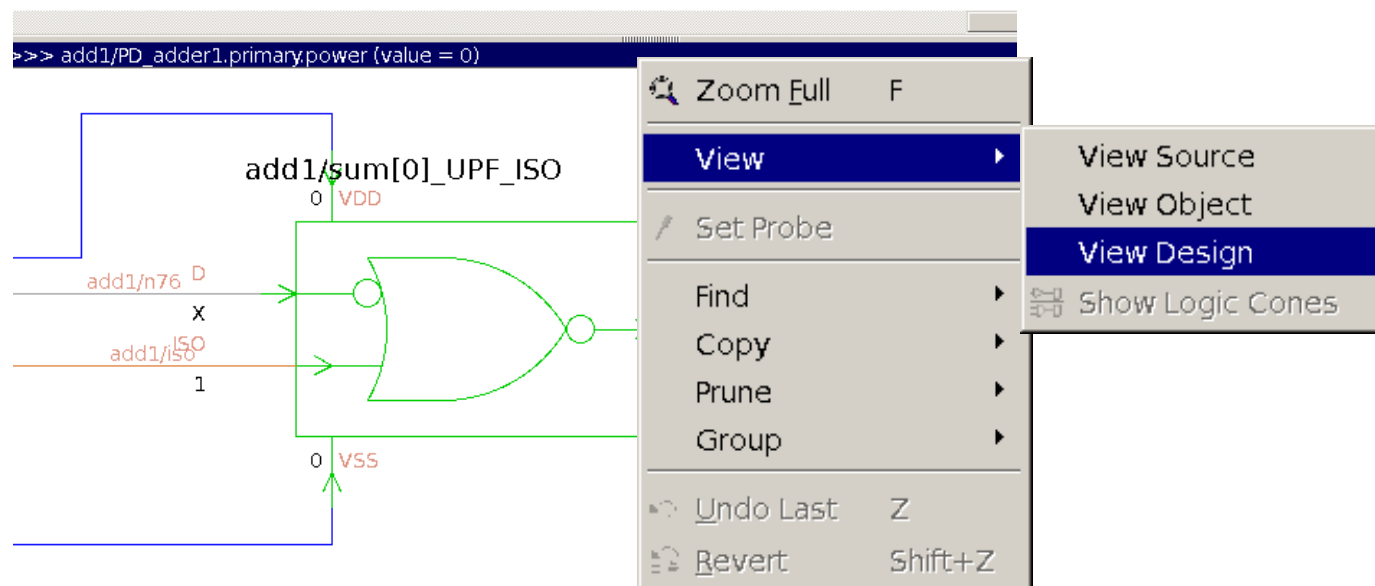 >>> add1/PD_adder1.primary.power (value = 0)
Zoom Full F
View
View Source
add1/sum[0]_UPF_ISO
0 VDD
View Object
Set Probe
View Design
add1/n76 D
Find
Show Logic Cones
X
Copy
add1/iso ISO
1
Prune
Group
0 VSS
Undo Last Z
Revert Shift+Z